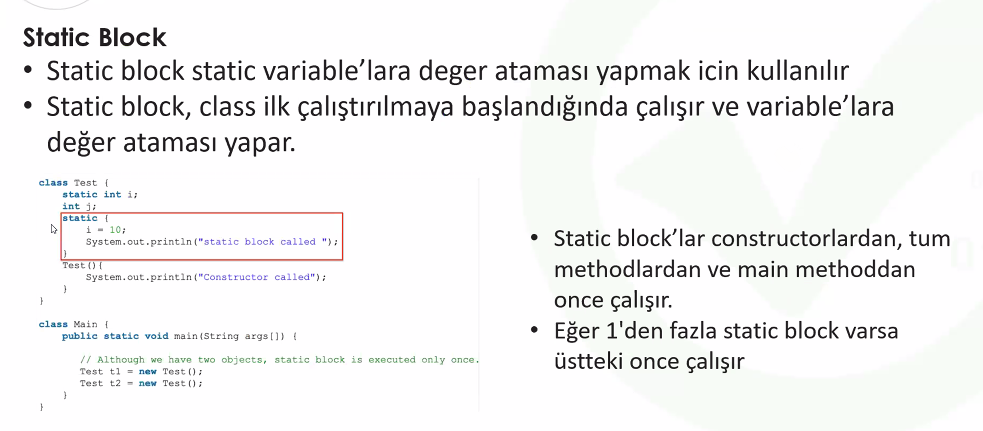 Static Block
• Static block static variable’lara deger ataması yapmak icin kullanılır
• Static block, class ilk çalıştırılmaya başlandığında çalışır ve variable’lara
değer ataması yapar.
class Test {
    static int i;
    int j;
    static {
        i = 10;
        System.out.println("static block called ");
    }
    Test(){
        System.out.println("Constructor called");
    }
}
class Main {
    public static void main(String args[]) {
       // Although we have two objects, static block is executed only once.
       Test t1 = new Test();
       Test t2 = new Test();
    }
}
• Static block’lar constructorlardan, tum
methodlardan ve main methoddan
once çalışır.
• Eğer 1'den fazla static block varsa
üstteki once çalışır